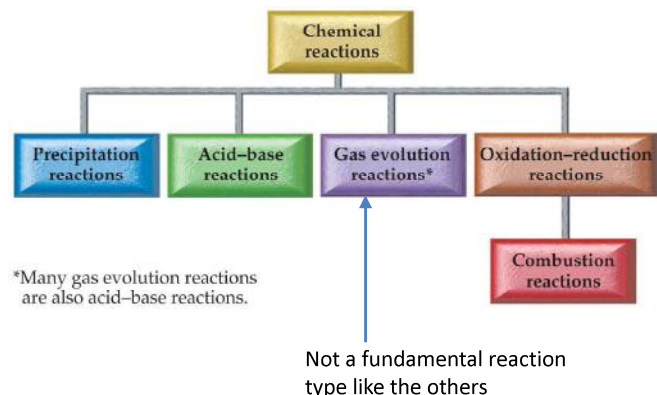 Chemical
reactions
Precipitation
reactions
Acid–base
reactions
Gas evolution
reactions*
Oxidation–reduction
reactions
Combustion
reactions
*Many gas evolution reactions
are also acid–base reactions.
Not a fundamental reaction
type like the others